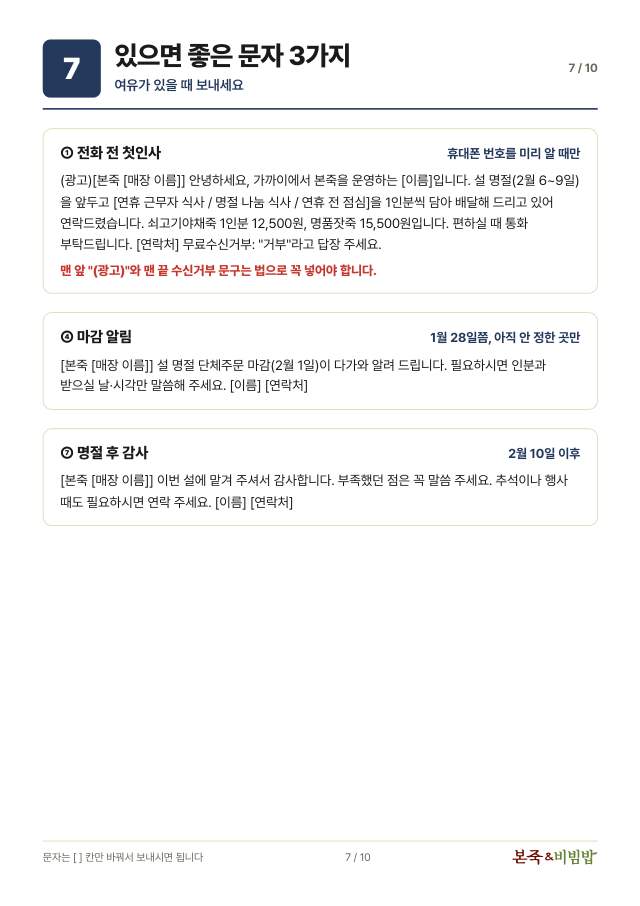 7
있으면 좋은 문자 3가지
여유가 있을 때 보내세요
7 / 10
① 전화 전 첫인사
휴대폰 번호를 미리 알 때만
(광고)[본죽 [매장 이름]] 안녕하세요, 가까이에서 본죽을 운영하는 [이름]입니다. 설 명절(2월 6~9일)
을 앞두고 [연휴 근무자 식사 / 명절 나눔 식사 / 연휴 전 점심]을 1인분씩 담아 배달해 드리고 있어
연락드렸습니다. 쇠고기야채죽 1인분 12,500원, 명품잣죽 15,500원입니다. 편하실 때 통화
부탁드립니다. [연락처] 무료수신거부: "거부"라고 답장 주세요.
맨 앞 "(광고)"와 맨 끝 수신거부 문구는 법으로 꼭 넣어야 합니다.
④ 마감 알림
1월 28일쯤, 아직 안 정한 곳만
[본죽 [매장 이름]] 설 명절 단체주문 마감(2월 1일)이 다가와 알려 드립니다. 필요하시면 인분과
받으실 날·시각만 말씀해 주세요. [이름] [연락처]
⑦ 명절 후 감사
2월 10일 이후
[본죽 [매장 이름]] 이번 설에 맡겨 주셔서 감사합니다. 부족했던 점은 꼭 말씀 주세요. 추석이나 행사
때도 필요하시면 연락 주세요. [이름] [연락처]
문자는 [ ] 칸만 바꿔서 보내시면 됩니다
7 / 10
본죽&비빔밥